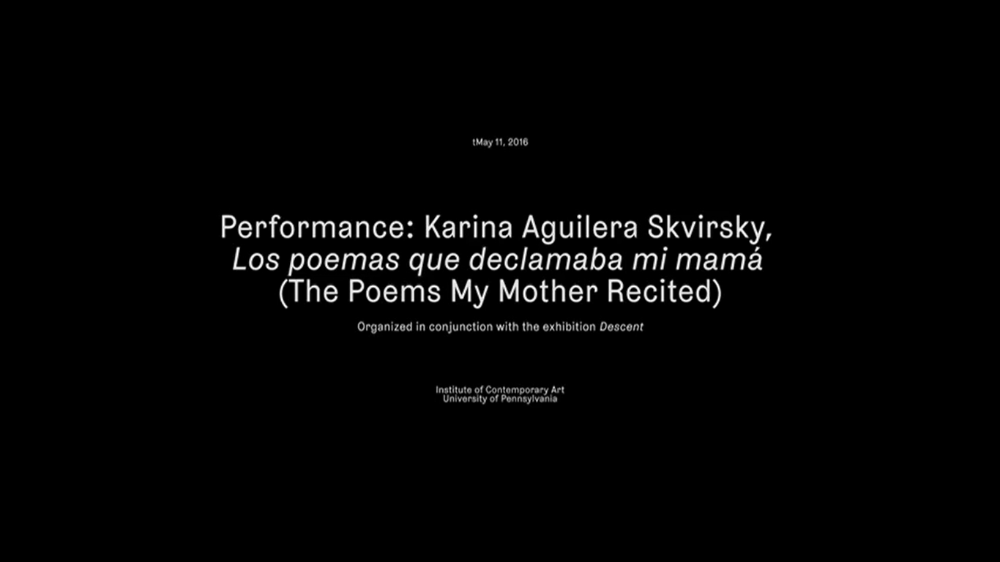 tMay 11, 2016
Performance: Karina Aguilera Skvirsky,
Los poemas que declamaba mi mamá
(The Poems My Mother Recited)
Organized in conjunction with the exhibition Descent
Institute of Contemporary Art
University of Pennsylvania